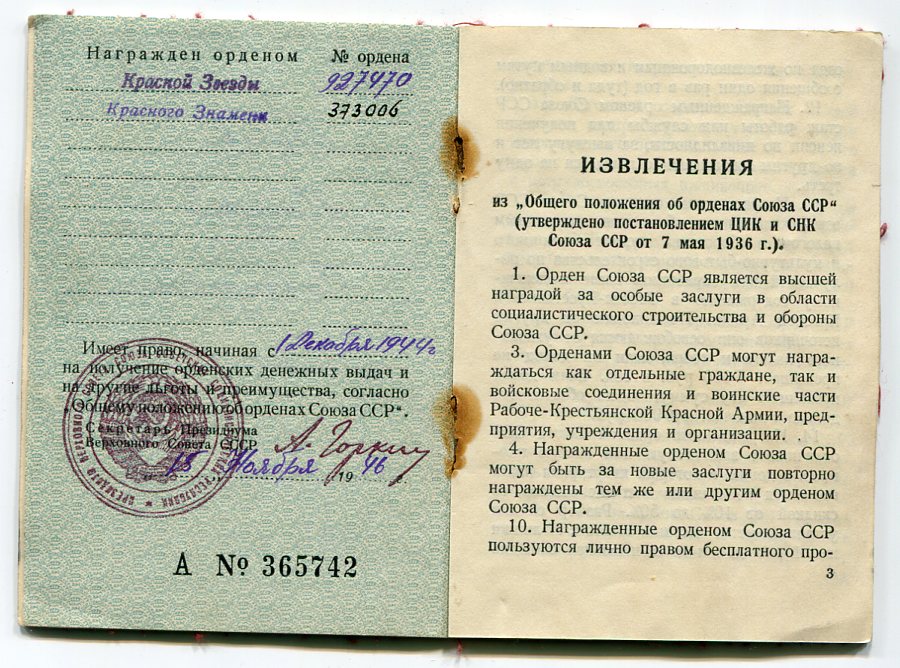 Награжден орденом № ордена
Красной Звезды 927470
Красного Знамени 373006
Имеет право, начиная с 1 Декабря 1944 г
на получение орденских денежных выдач и
на другие льготы и преимущества, согласно
„Общему положению об орденах Союза ССР“.
Секретарь Президиума
Верховного Совета СССР А. Горкин
„15“ Ноября 1946
А № 365742
ИЗВЛЕЧЕНИЯ
из „Общего положения об орденах Союза ССР“
(утверждено постановлением ЦИК и СНК
Союза ССР от 7 мая 1936 г.).
1. Орден Союза ССР является высшей
наградой за особые заслуги в области
социалистического строительства и обороны
Союза ССР.
3. Орденами Союза ССР могут награ-
ждаться как отдельные граждане, так и
войсковые соединения и воинские части
Рабоче-Крестьянской Красной Армии, пред-
приятия, учреждения и организации.
4. Награжденные орденом Союза ССР
могут быть за новые заслуги повторно
награждены тем же или другим орденом
Союза ССР.
10. Награжденные орденом Союза ССР
пользуются лично правом бесплатного про-
3